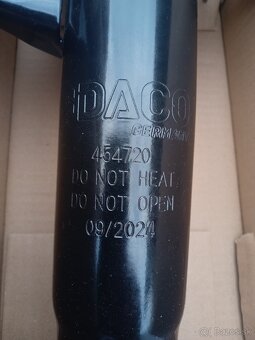 DACO
GERMANY
454720
DO NOT HEAT,
DO NOT OPEN
09/2024